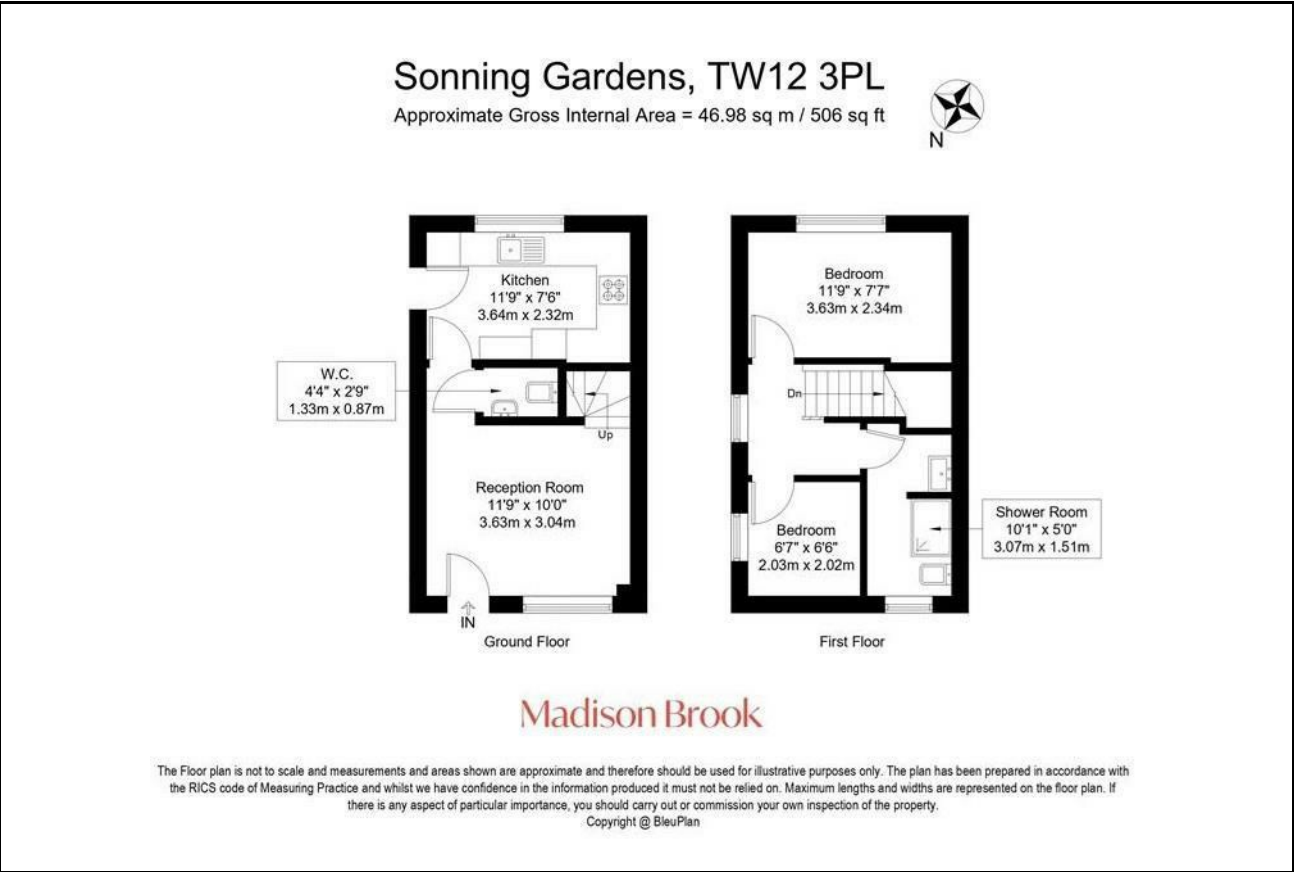 Sonning Gardens, TW12 3PL
Approximate Gross Internal Area = 46.98 sq m / 506 sq ft
N
Kitchen
11'9" x 7'6"
3.64m x 2.32m
W.C.
4'4" x 2'9"
1.33m x 0.87m
Up
Reception Room
11'9" x 10'0"
3.63m x 3.04m
IN
Ground Floor
Bedroom
11'9" x 7'7"
3.63m x 2.34m
Dn
Bedroom
6'7" x 6'6"
2.03m x 2.02m
Shower Room
10'1" x 5'0"
3.07m x 1.51m
First Floor
Madison Brook
The Floor plan is not to scale and measurements and areas shown are approximate and therefore should be used for illustrative purposes only. The plan has been prepared in accordance with
the RICS code of Measuring Practice and whilst we have confidence in the information produced it must not be relied on. Maximum lengths and widths are represented on the floor plan. If
there is any aspect of particular importance, you should carry out or commission your own inspection of the property.
Copyright @ BleuPlan